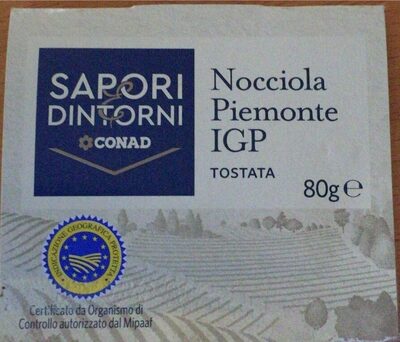 SAPORI
&
DINTORNI
CONAD
Nocciola
Piemonte
IGP
TOSTATA
80g ℮
INDICAZIONE GEOGRAFICA PROTETTA
Certificato da Organismo di
Controllo autorizzato dal Mipaaf